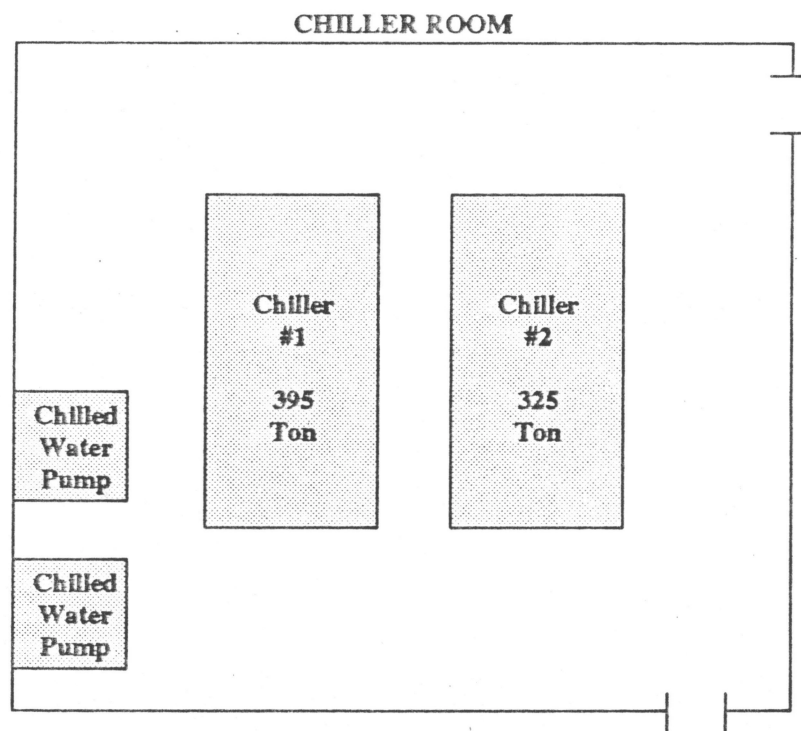 CHILLER ROOM
Chiller
#1
395
Ton
Chiller
#2
325
Ton
Chilled
Water
Pump
Chilled
Water
Pump